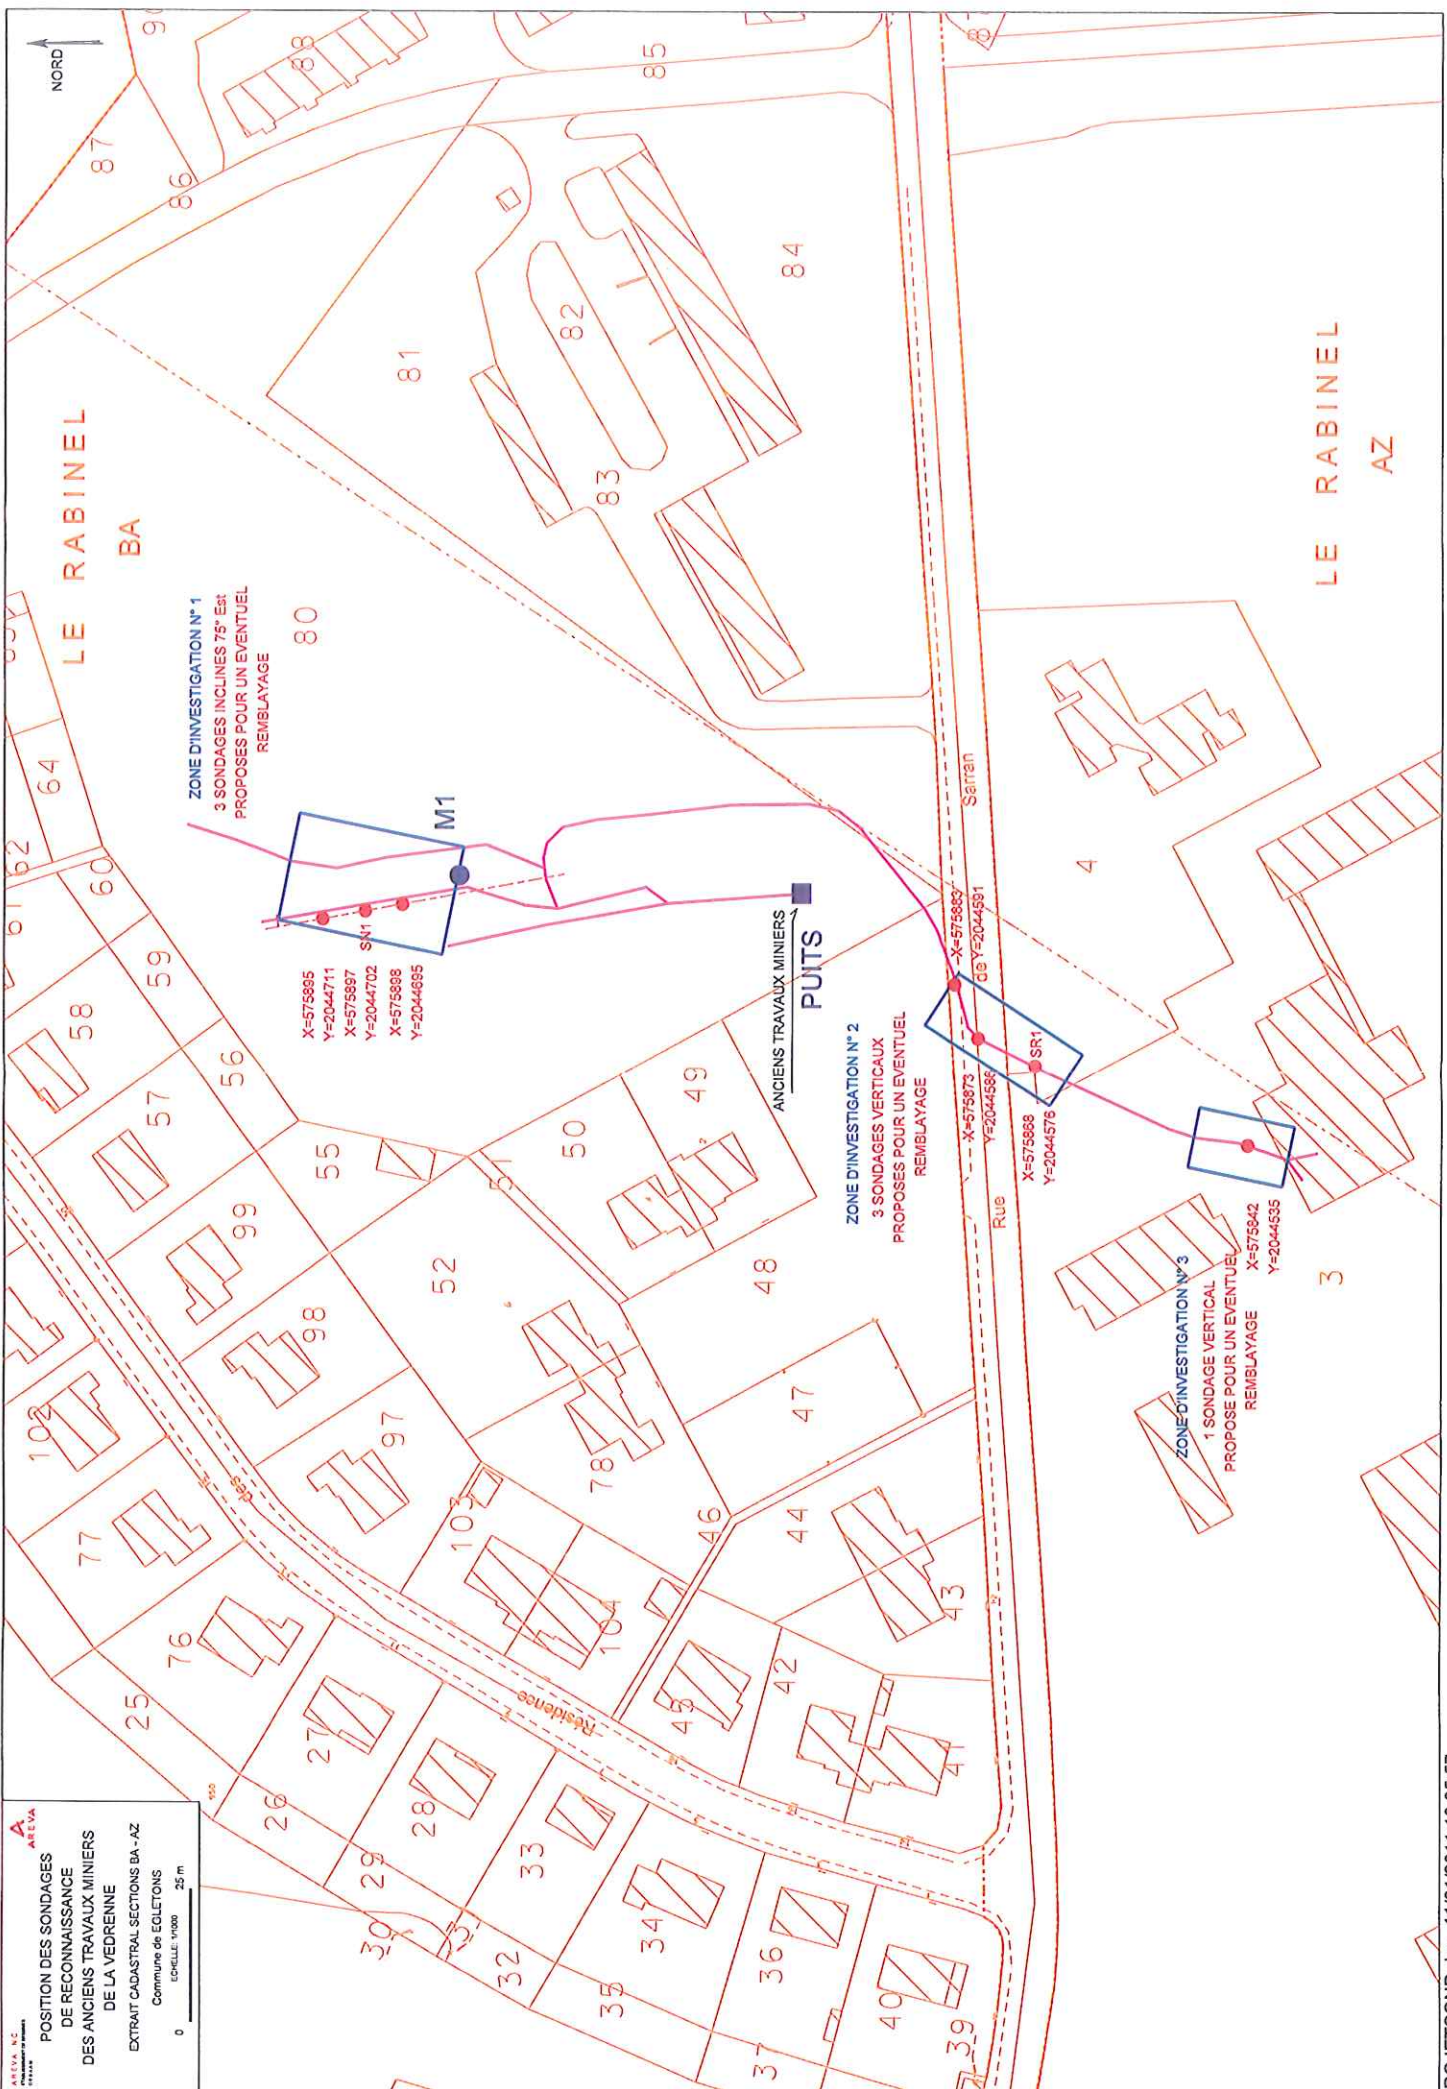 AREVA NC
AREVA
POSITION DES SONDAGES
DE RECONNAISSANCE
DES ANCIENS TRAVAUX MINIERS
DE LA VEDRENNE
EXTRAIT CADASTRAL SECTIONS BA - AZ
Commune de EGLETONS
ECHELLE: 1/1000
0
25 m
NORD
LE RABINEL
BA
ZONE D'INVESTIGATION N° 1
3 SONDAGES INCLINES 75° Est
PROPOSES POUR UN EVENTUEL
REMBLAYAGE
M1
SN1
X=575895
Y=2044711
X=575897
Y=2044702
X=575898
Y=2044695
ANCIENS TRAVAUX MINIERS
PUITS
ZONE D'INVESTIGATION N° 2
3 SONDAGES VERTICAUX
PROPOSES POUR UN EVENTUEL
REMBLAYAGE
X=575883
Y=2044591
X=575873
Y=2044586
SR1
X=575868
Y=2044576
Rue
de
Sarran
ZONE D'INVESTIGATION N° 3
1 SONDAGE VERTICAL
PROPOSE POUR UN EVENTUEL
REMBLAYAGE
X=575842
Y=2044535
LE RABINEL
AZ
Résidence
des
25
26
27
28
29
30
32
33
34
35
36
37
39
40
41
42
43
44
45
46
47
48
49
50
51
52
55
56
57
58
59
60
61
62
64
76
77
78
80
81
82
83
84
85
86
87
88
97
98
99
102
103
104
3
4